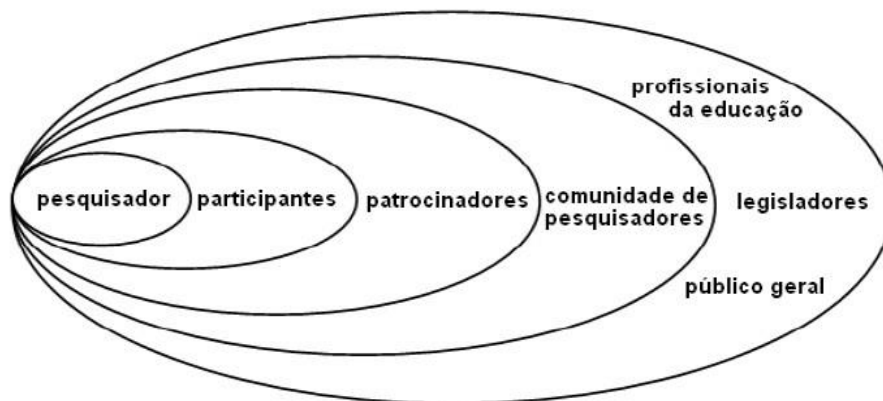 profissionais
da educação
pesquisador
participantes
patrocinadores
comunidade de
pesquisadores
legisladores
público geral